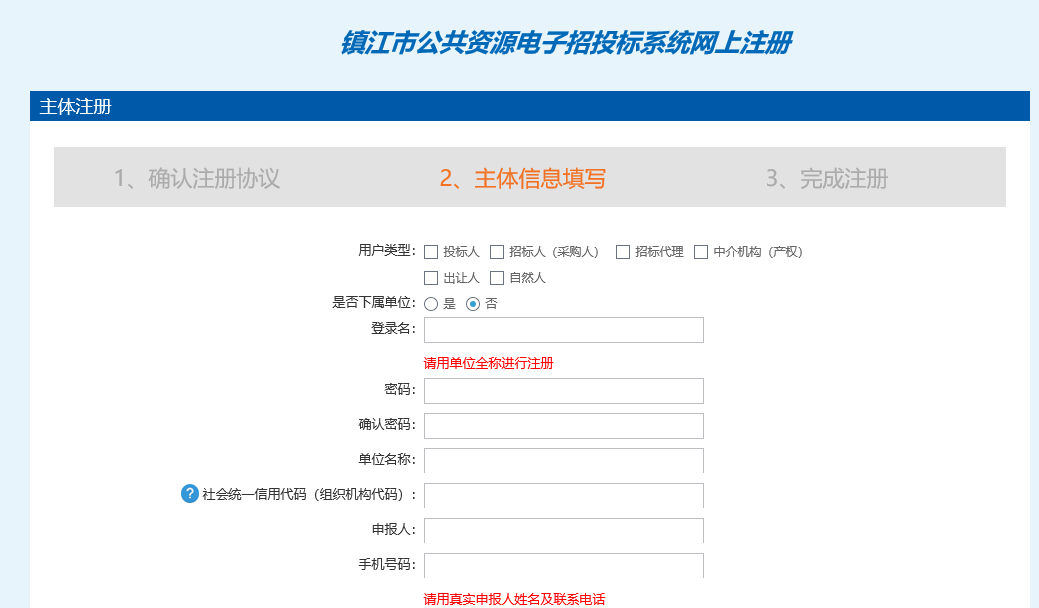 镇江市公共资源电子招投标系统网上注册
主体注册
1、确认注册协议 2、主体信息填写 3、完成注册
用户类型: 投标人 招标人（采购人） 招标代理 中介机构（产权）
出让人 自然人
是否下属单位: 是 否
登录名:
请用单位全称进行注册
密码:
确认密码:
单位名称:
? 社会统一信用代码（组织机构代码）:
申报人:
手机号码:
请用真实申报人姓名及联系电话